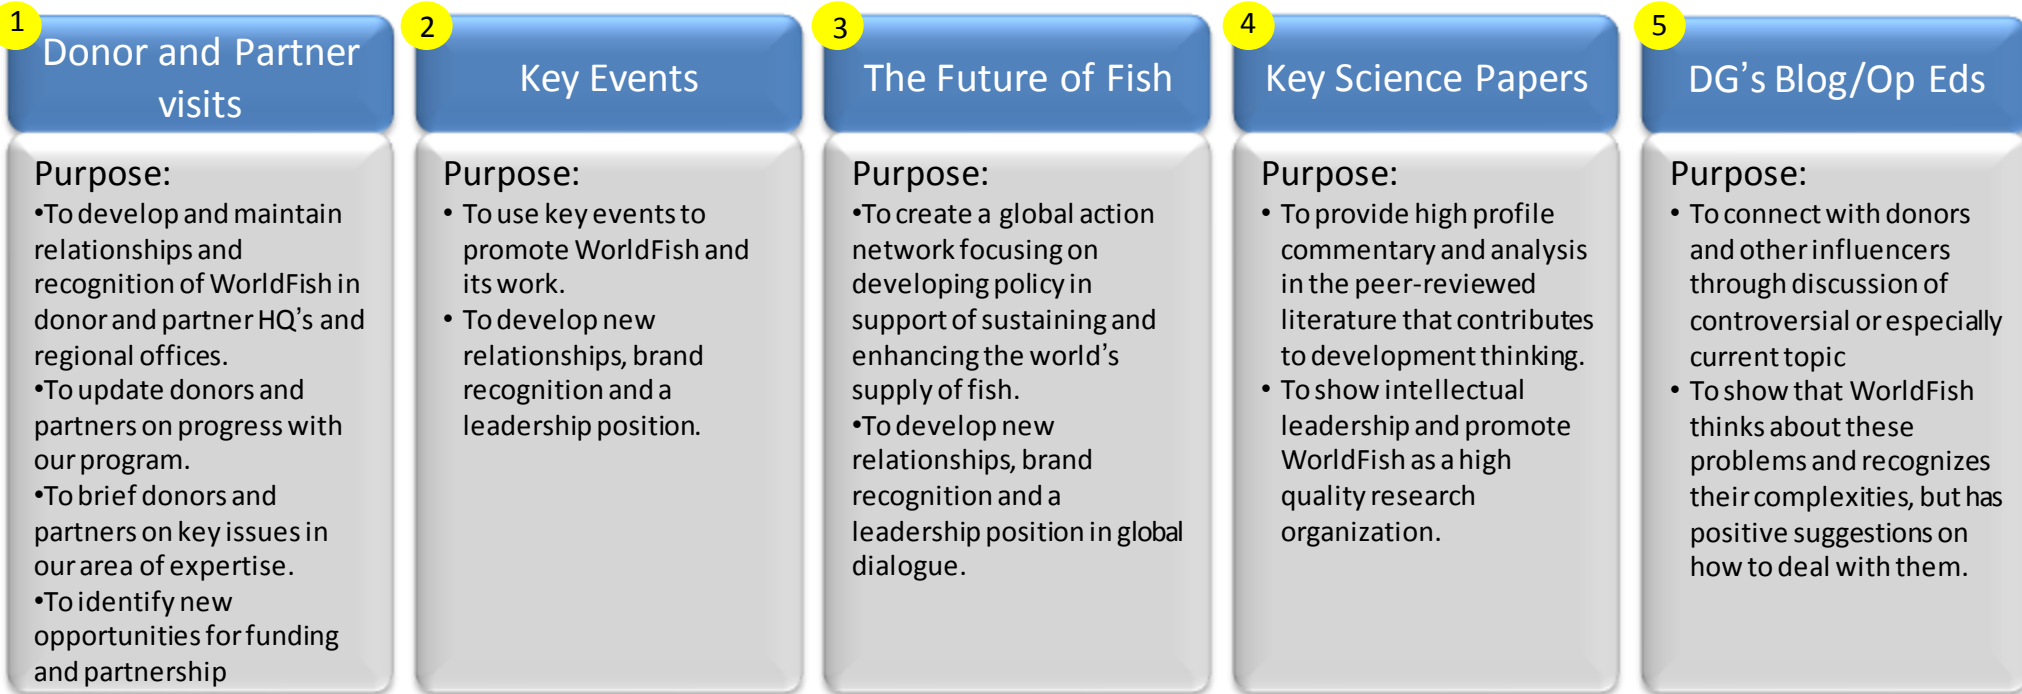 1
Donor and Partner
visits
Purpose:
•To develop and maintain
relationships and
recognition of WorldFish in
donor and partner HQ’s and
regional offices.
•To update donors and
partners on progress with
our program.
•To brief donors and
partners on key issues in
our area of expertise.
•To identify new
opportunities for funding
and partnership
2
Key Events
Purpose:
• To use key events to
promote WorldFish and
its work.
• To develop new
relationships, brand
recognition and a
leadership position.
3
The Future of Fish
Purpose:
•To create a global action
network focusing on
developing policy in
support of sustaining and
enhancing the world’s
supply of fish.
•To develop new
relationships, brand
recognition and a
leadership position in global
dialogue.
4
Key Science Papers
Purpose:
• To provide high profile
commentary and analysis
in the peer-reviewed
literature that contributes
to development thinking.
• To show intellectual
leadership and promote
WorldFish as a high
quality research
organization.
5
DG’s Blog/Op Eds
Purpose:
• To connect with donors
and other influencers
through discussion of
controversial or especially
current topic
• To show that WorldFish
thinks about these
problems and recognizes
their complexities, but has
positive suggestions on
how to deal with them.